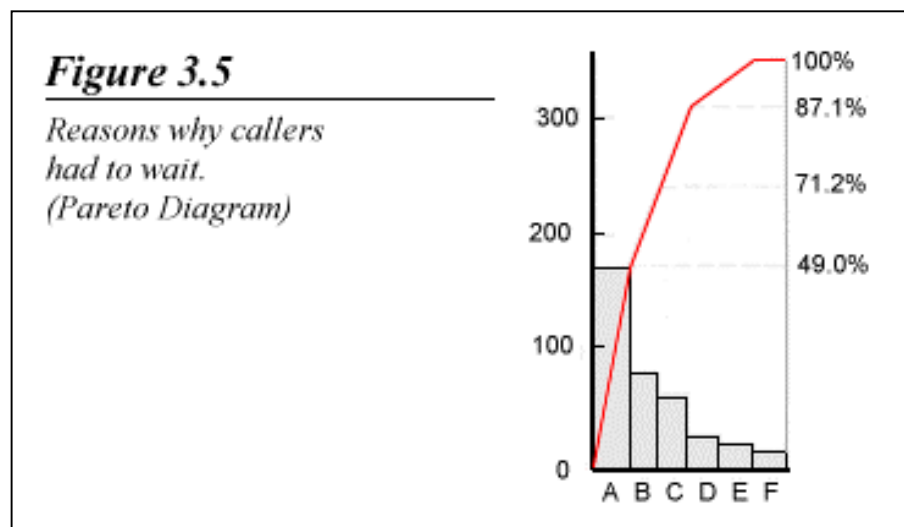 Figure 3.5
Reasons why callers
had to wait.
(Pareto Diagram)
300
200
100
0
100%
87.1%
71.2%
49.0%
A B C D E F